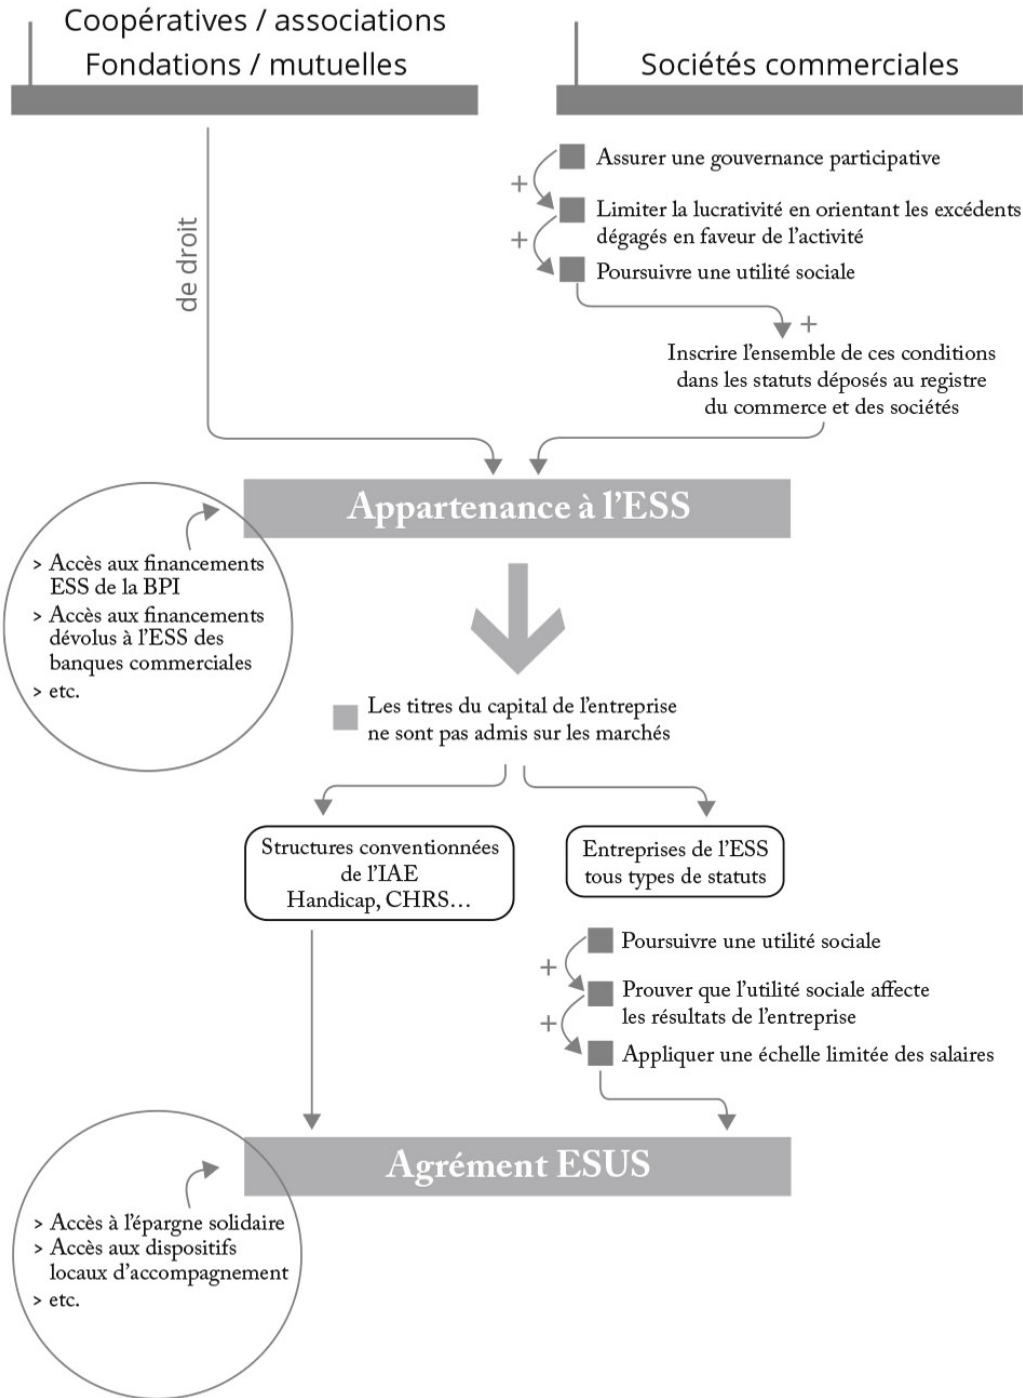 Coopératives / associations
Fondations / mutuelles
Sociétés commerciales
de droit
Assurer une gouvernance participative
+
Limiter la lucrativité en orientant les excédents
dégagés en faveur de l'activité
+
Poursuivre une utilité sociale
+
Inscrire l'ensemble de ces conditions
dans les statuts déposés au registre
du commerce et des sociétés
Appartenance à l'ESS
> Accès aux financements
ESS de la BPI
> Accès aux financements
dévolus à l'ESS des
banques commerciales
> etc.
Les titres du capital de l'entreprise
ne sont pas admis sur les marchés
Structures conventionnées
de l'IAE
Handicap, CHRS…
Entreprises de l'ESS
tous types de statuts
Poursuivre une utilité sociale
+
Prouver que l'utilité sociale affecte
les résultats de l'entreprise
+
Appliquer une échelle limitée des salaires
Agrément ESUS
> Accès à l'épargne solidaire
> Accès aux dispositifs
locaux d'accompagnement
> etc.